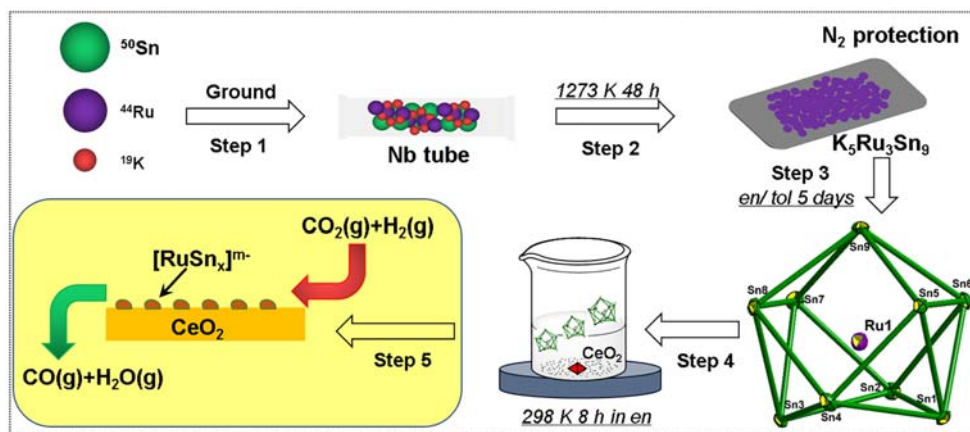 ⁵⁰Sn
⁴⁴Ru
¹⁹K
Ground
Step 1
Nb tube
1273 K 48 h
Step 2
N₂ protection
K₅Ru₃Sn₉
Step 3
en/ tol 5 days
Sn9
Sn8
Sn7
Sn5
Sn6
Ru1
Sn2
Sn1
Sn3
Sn4
Step 4
CeO₂
298 K 8 h in en
Step 5
CO₂(g)+H₂(g)
[RuSnₓ]ᵐ⁻
CeO₂
CO(g)+H₂O(g)